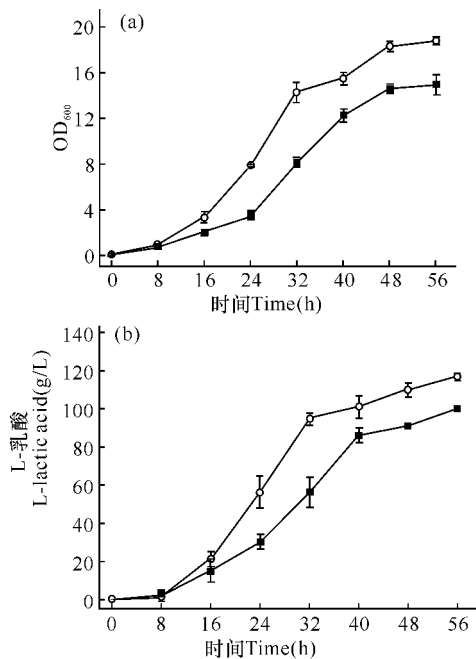 (a)
20
16
12
8
4
0
OD600
0 8 16 24 32 40 48 56
时间Time(h)
(b)
140
120
100
80
60
40
20
0
L-乳酸
L-lactic acid(g/L)
0 8 16 24 32 40 48 56
时间Time(h)